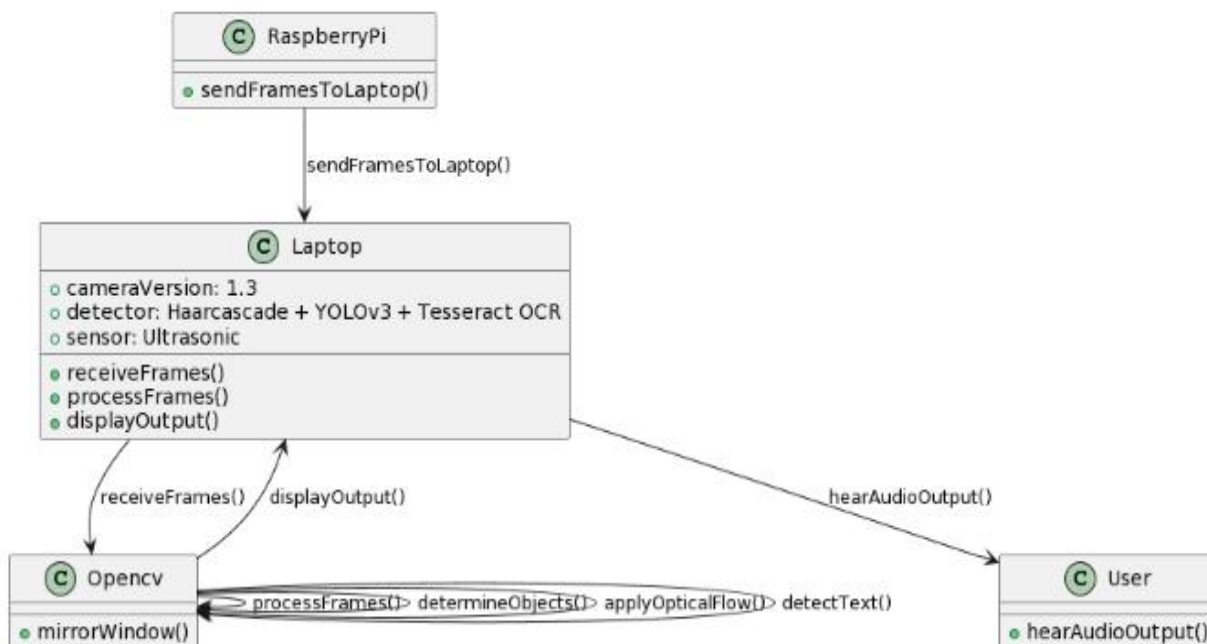 C RaspberryPi
sendFramesToLaptop()
sendFramesToLaptop()
C Laptop
cameraVersion: 1.3
detector: Haarcascade + YOLOv3 + Tesseract OCR
sensor: Ultrasonic
receiveFrames()
processFrames()
displayOutput()
receiveFrames()
displayOutput()
hearAudioOutput()
C Opencv
mirrorWindow()
processFrames()
determineObjects()
applyOpticalFlow()
detectText()
C User
hearAudioOutput()